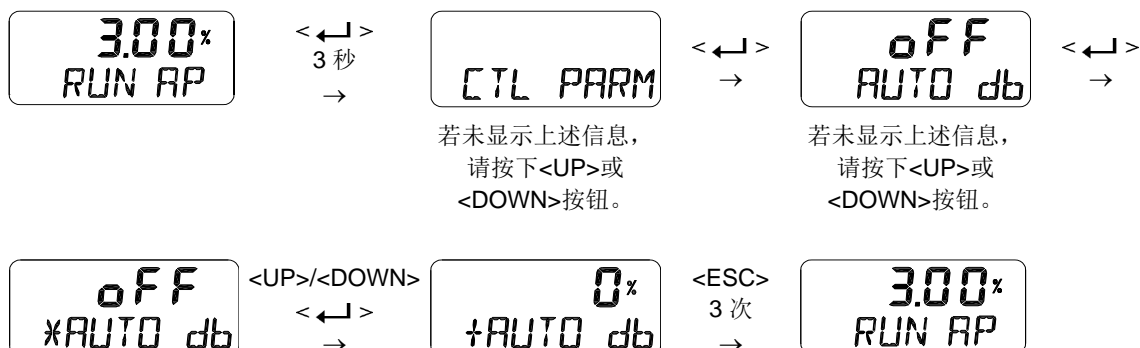 3.00%
RUN AP
<↵>
3 秒
→
CTL PARM
若未显示上述信息，
请按下<UP>或
<DOWN>按钮。
<↵>
→
oFF
AUTO db
若未显示上述信息，
请按下<UP>或
<DOWN>按钮。
<↵>
→
oFF
*AUTO db
<UP>/<DOWN>
<↵>
→
0%
+AUTO db
<ESC>
3 次
→
3.00%
RUN AP